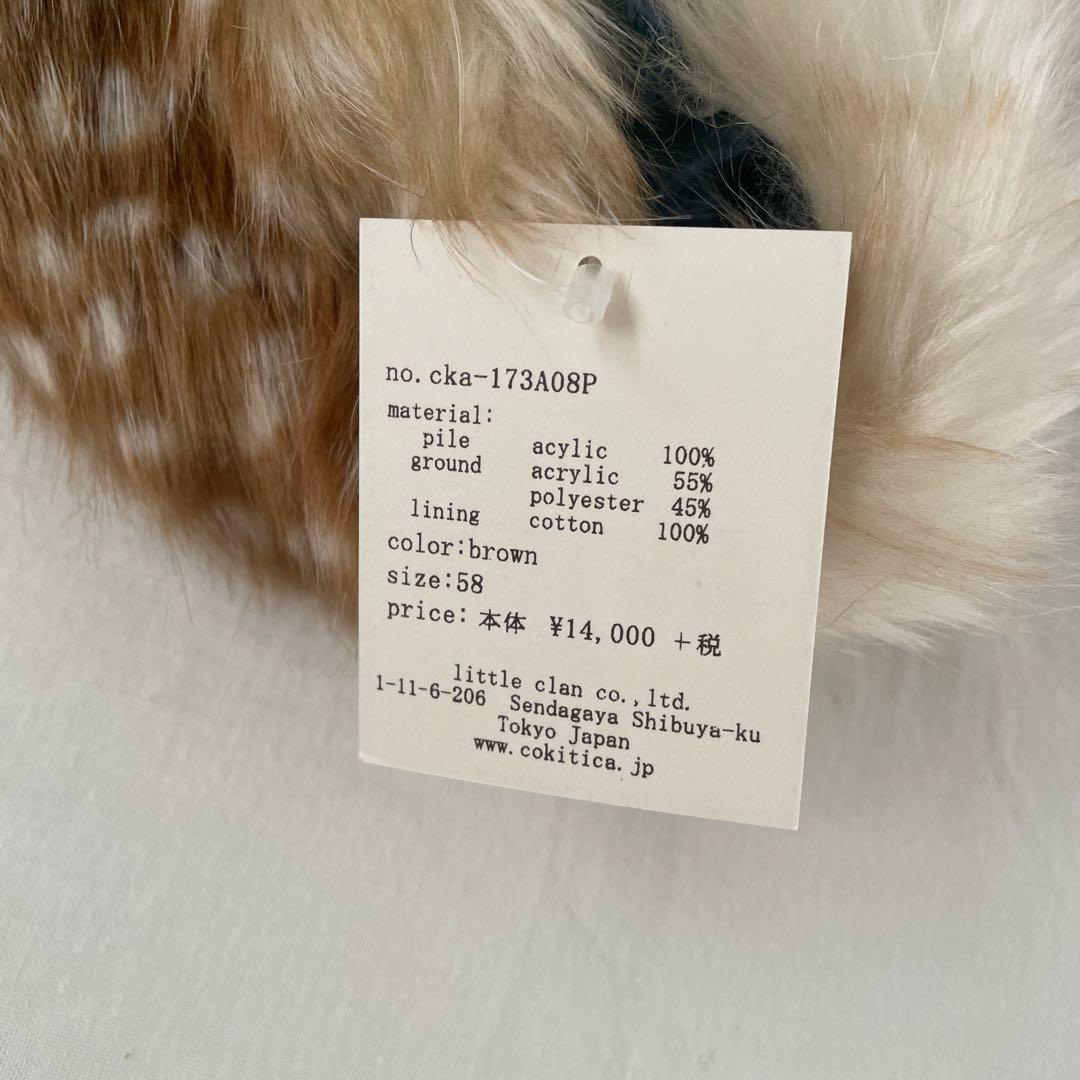 no. cka-173A08P
material:
pile acylic 100%
ground acrylic 55%
polyester 45%
lining cotton 100%
color:brown
size:58
price: 本体 ¥14,000 +税
little clan co.,ltd.
1-11-6-206 Sendagaya Shibuya-ku
Tokyo Japan
www.cokitica.jp